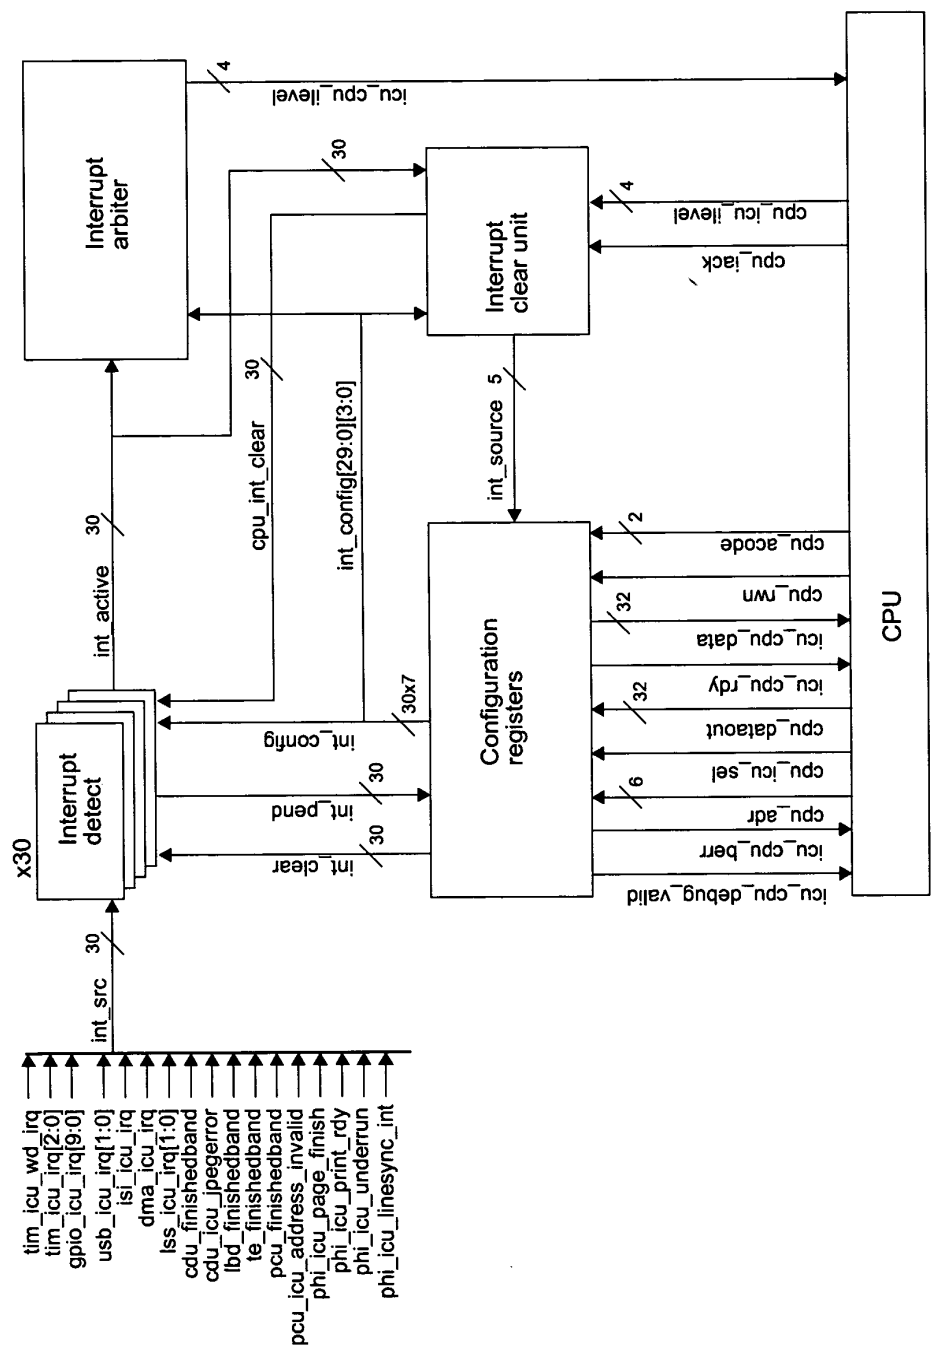 tim_icu_wd_irq
tim_icu_irq[2:0]
gpio_icu_irq[9:0]
usb_icu_irq[1:0]
isi_icu_irq
dma_icu_irq
lss_icu_irq[1:0]
cdu_finishedband
cdu_icu_jpegerror
lbd_finishedband
te_finishedband
pcu_finishedband
pcu_icu_address_invalid
phi_icu_page_finish
phi_icu_print_rdy
phi_icu_underrun
phi_icu_linesync_int
int_src
30
x30
Interrupt
detect
int_active
30
Interrupt
arbiter
4
icu_cpu_ilevel
30
30
cpu_int_clear
int_config[29:0][3:0]
int_clear
30
int_pend
30
int_config
30x7
Configuration
registers
int_source
5
Interrupt
clear unit
icu_cpu_debug_valid
icu_cpu_berr
cpu_adr
6
cpu_icu_sel
cpu_dataout
32
icu_cpu_rdy
icu_cpu_data
32
cpu_rwn
cpu_acode
2
cpu_iack
cpu_icu_ilevel
4
CPU